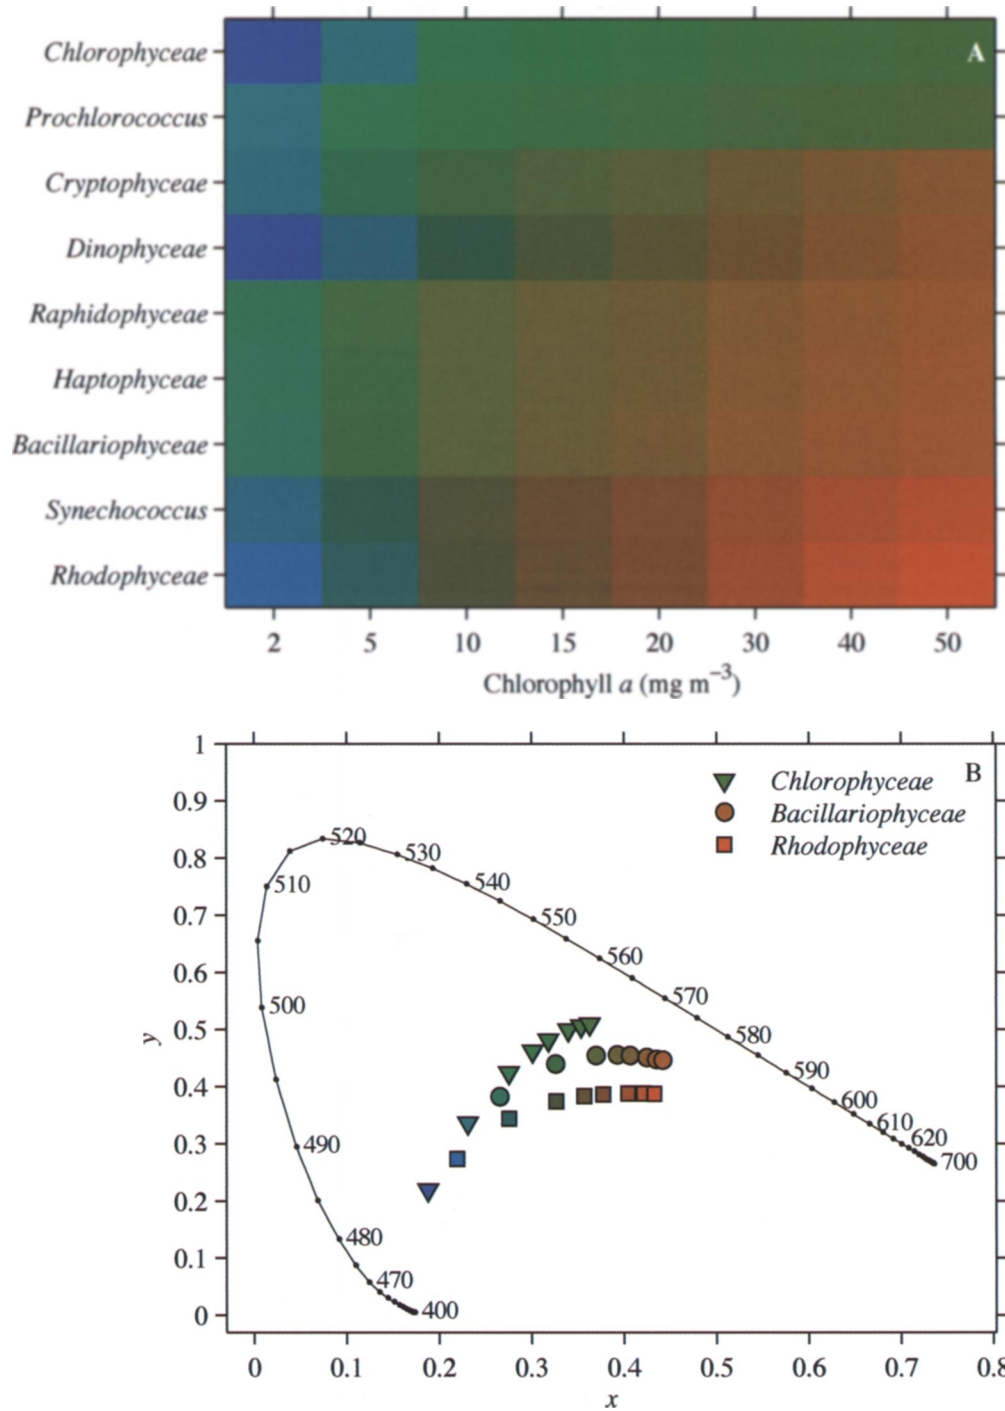 A
Chlorophyceae
Prochlorococcus
Cryptophyceae
Dinophyceae
Raphidophyceae
Haptophyceae
Bacillariophyceae
Synechococcus
Rhodophyceae
2 5 10 15 20 30 40 50
Chlorophyll a (mg m⁻³)
B
Chlorophyceae
Bacillariophyceae
Rhodophyceae
1
0.9
0.8
0.7
0.6
0.5
0.4
0.3
0.2
0.1
0
y
520
530
510
540
550
560
570
500
580
590
600
610
620
490
700
480
470
400
0 0.1 0.2 0.3 0.4 0.5 0.6 0.7 0.8
x